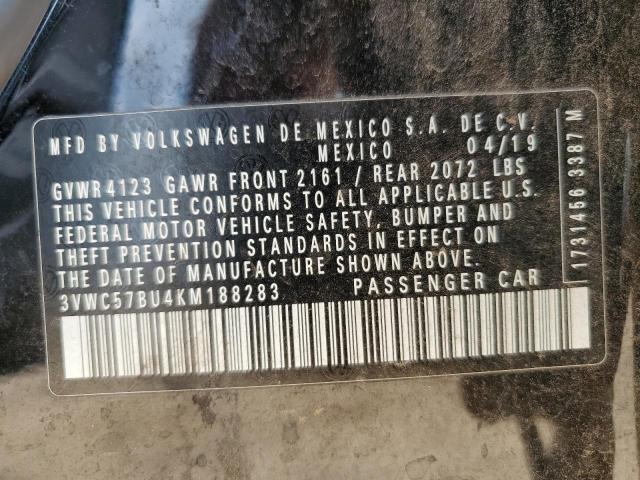 MFD BY VOLKSWAGEN DE MEXICO S.A. DE C.V.
MEXICO 04/19
GVWR4123 GAWR FRONT 2161 / REAR 2072 LBS
THIS VEHICLE CONFORMS TO ALL APPLICABLE U.S.
FEDERAL MOTOR VEHICLE SAFETY, BUMPER AND
THEFT PREVENTION STANDARDS IN EFFECT ON
THE DATE OF MANUFACTURE SHOWN ABOVE.
3VWC57BU4KM188283 PASSENGER CAR
1731456 3387 M